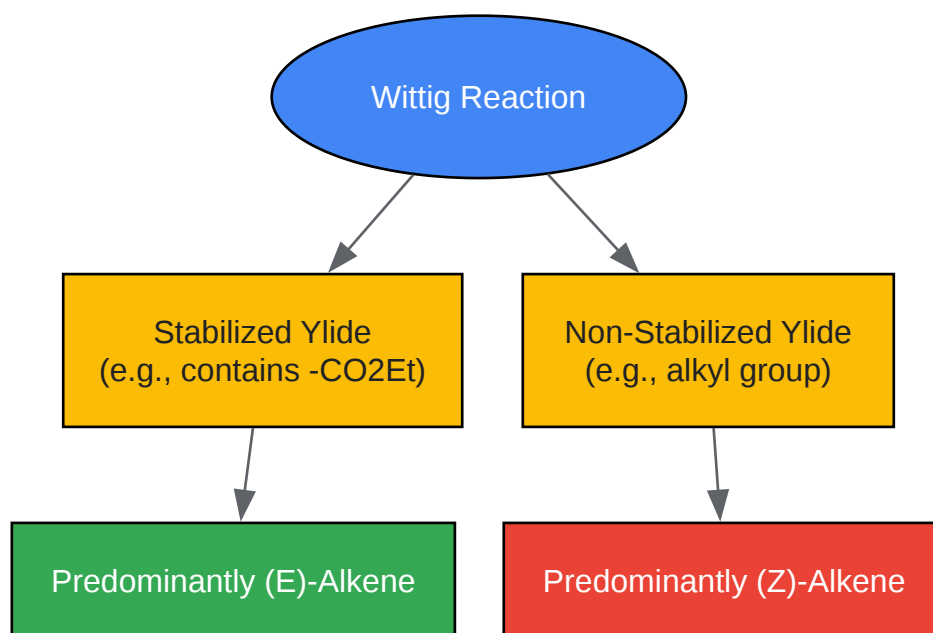 Wittig Reaction
Stabilized Ylide
(e.g., contains -CO2Et)
Non-Stabilized Ylide
(e.g., alkyl group)
Predominantly (E)-Alkene
Predominantly (Z)-Alkene